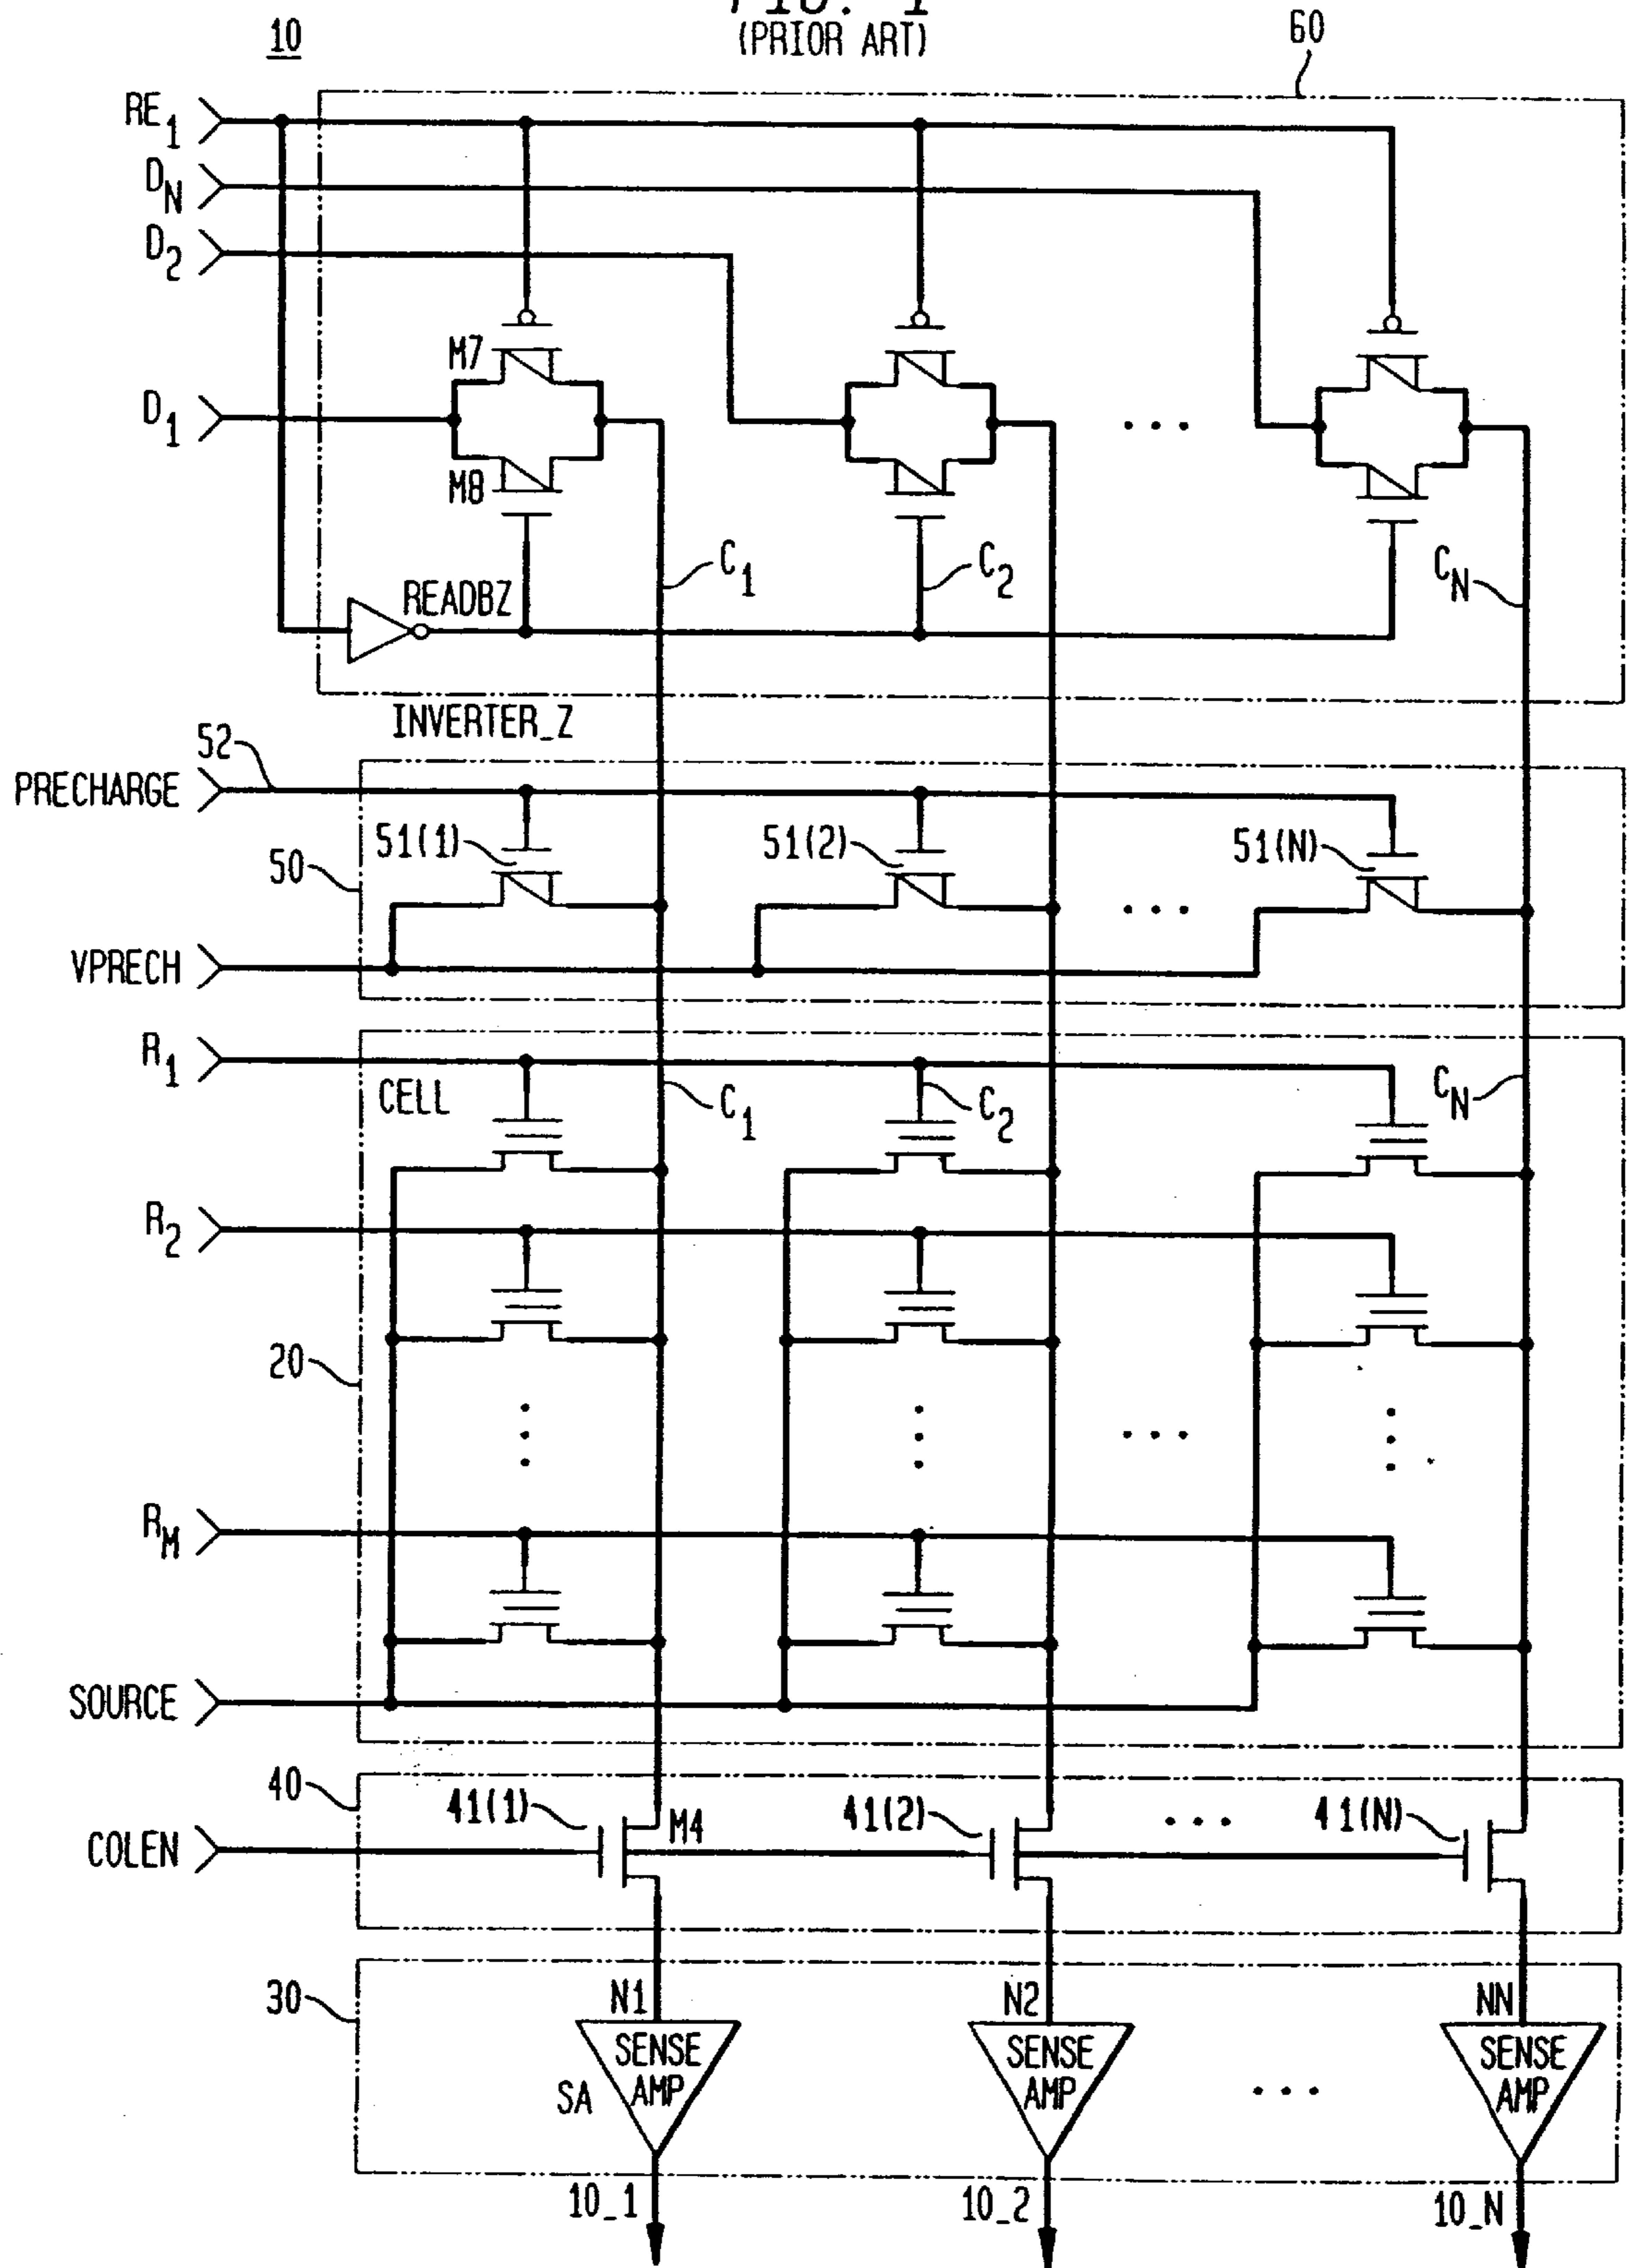 FIG. 1
(PRIOR ART)
10
60
RE1
DN
D2
M7
D1
M8
C1
C2
CN
READBZ
INVERTER_Z
52
PRECHARGE
51(1)
51(2)
51(N)
50
VPRECH
R1
CELL
C1
C2
CN
R2
20
RM
SOURCE
40
41(1)
M4
41(2)
41(N)
COLEN
30
N1
N2
NN
SENSE AMP
SENSE AMP
SENSE AMP
SA
10_1
10_2
10_N